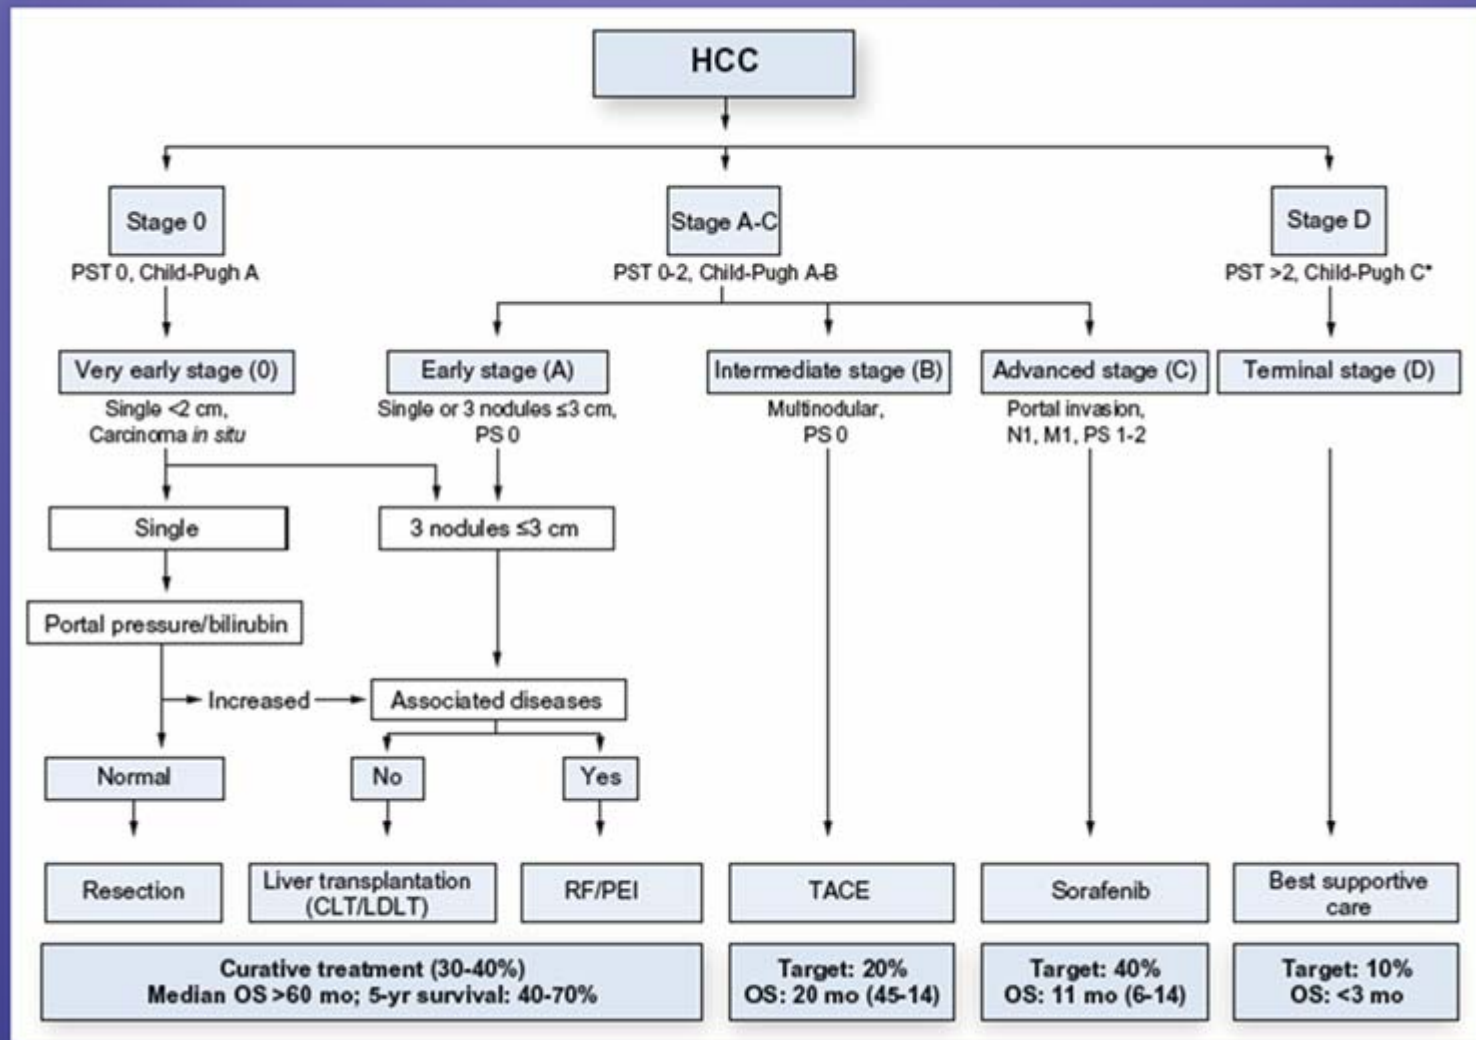 HCC
Stage 0
PST 0, Child-Pugh A
Stage A-C
PST 0-2, Child-Pugh A-B
Stage D
PST >2, Child-Pugh C*
Very early stage (0)
Single <2 cm,
Carcinoma in situ
Early stage (A)
Single or 3 nodules ≤3 cm,
PS 0
Intermediate stage (B)
Multinodular,
PS 0
Advanced stage (C)
Portal invasion,
N1, M1, PS 1-2
Terminal stage (D)
Single
3 nodules ≤3 cm
Portal pressure/bilirubin
Increased
Associated diseases
Normal
No
Yes
Resection
Liver transplantation
(CLT/LDLT)
RF/PEI
TACE
Sorafenib
Best supportive
care
Curative treatment (30-40%)
Median OS >60 mo; 5-yr survival: 40-70%
Target: 20%
OS: 20 mo (45-14)
Target: 40%
OS: 11 mo (6-14)
Target: 10%
OS: <3 mo